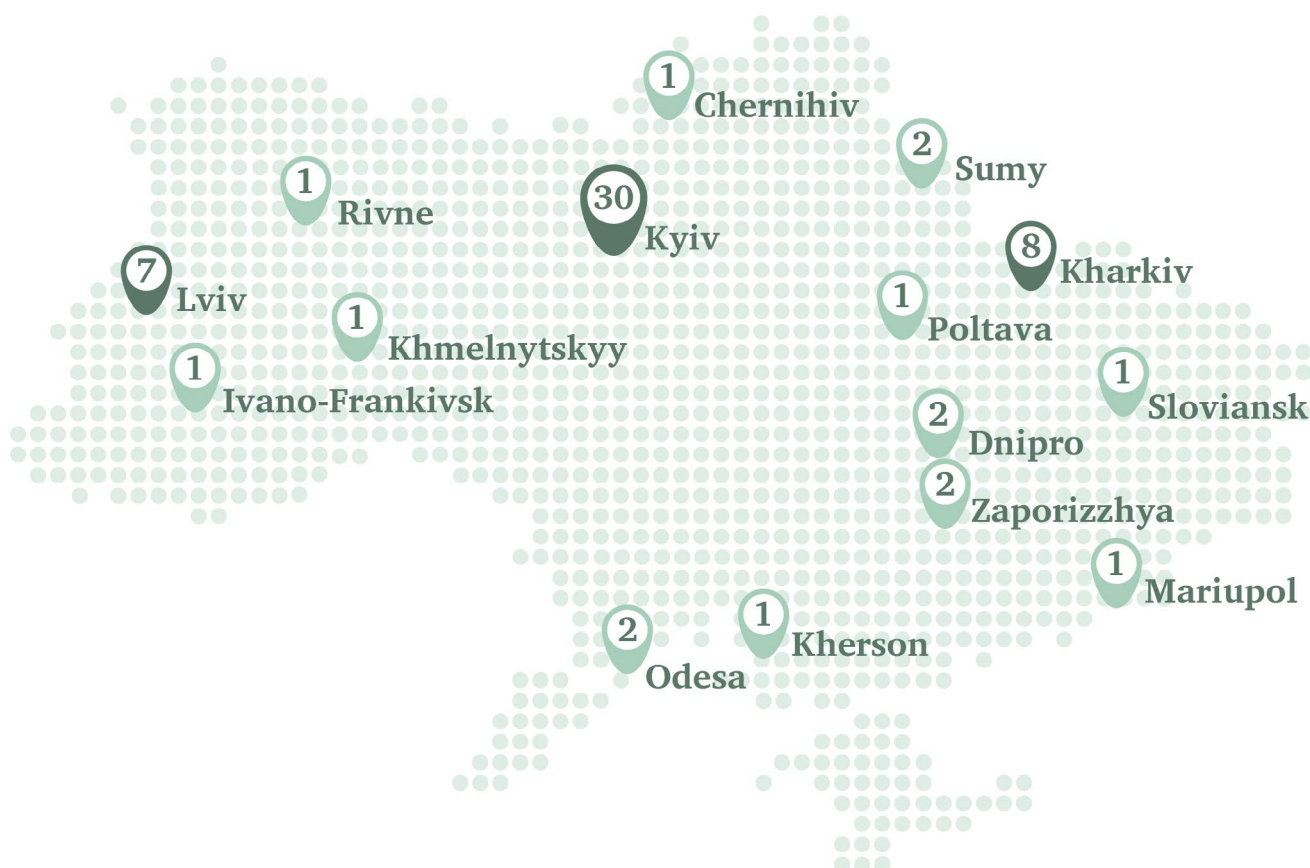 1
Chernihiv
2
Sumy
1
Rivne
30
Kyiv
8
Kharkiv
7
Lviv
1
Poltava
1
Khmelnytskyy
1
Ivano-Frankivsk
1
Sloviansk
2
Dnipro
2
Zaporizzhya
1
Mariupol
2
Odesa
1
Kherson